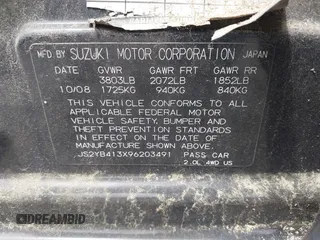 MFD. BY SUZUKI MOTOR CORPORATION JAPAN
DATE GVWR GAWR FRT GAWR RR
3803LB 2072LB 1852LB
10/08 1725KG 940KG 840KG
THIS VEHICLE CONFORMS TO ALL
APPLICABLE FEDERAL MOTOR
VEHICLE SAFETY, BUMPER AND
THEFT PREVENTION STANDARDS
IN EFFECT ON THE DATE OF
MANUFACTURE SHOWN ABOVE.
JS2YB413X96203491 PASS CAR
2.0L 4WD US
DREAMBID